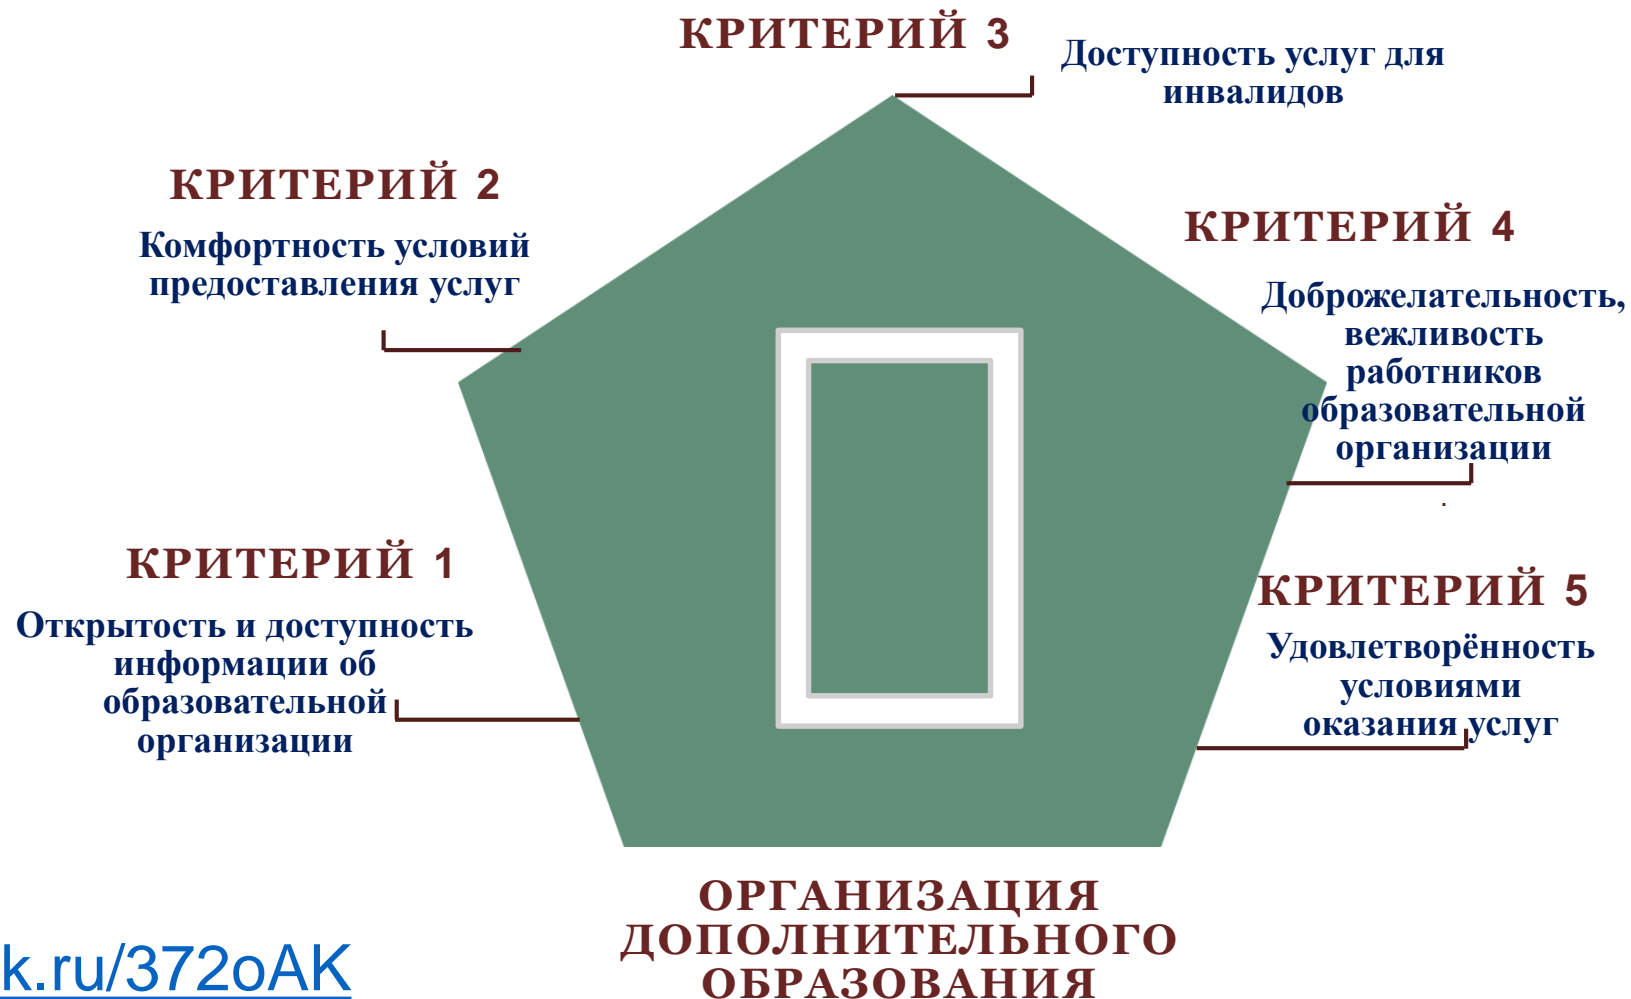 КРИТЕРИЙ 3
Доступность услуг для
инвалидов
КРИТЕРИЙ 2
Комфортность условий
предоставления услуг
КРИТЕРИЙ 4
Доброжелательность,
вежливость
работников
образовательной
организации
.
КРИТЕРИЙ 1
Открытость и доступность
информации об
образовательной
организации
КРИТЕРИЙ 5
Удовлетворённость
условиями
оказания услуг
ОРГАНИЗАЦИЯ
ДОПОЛНИТЕЛЬНОГО
ОБРАЗОВАНИЯ
k.ru/372oAK